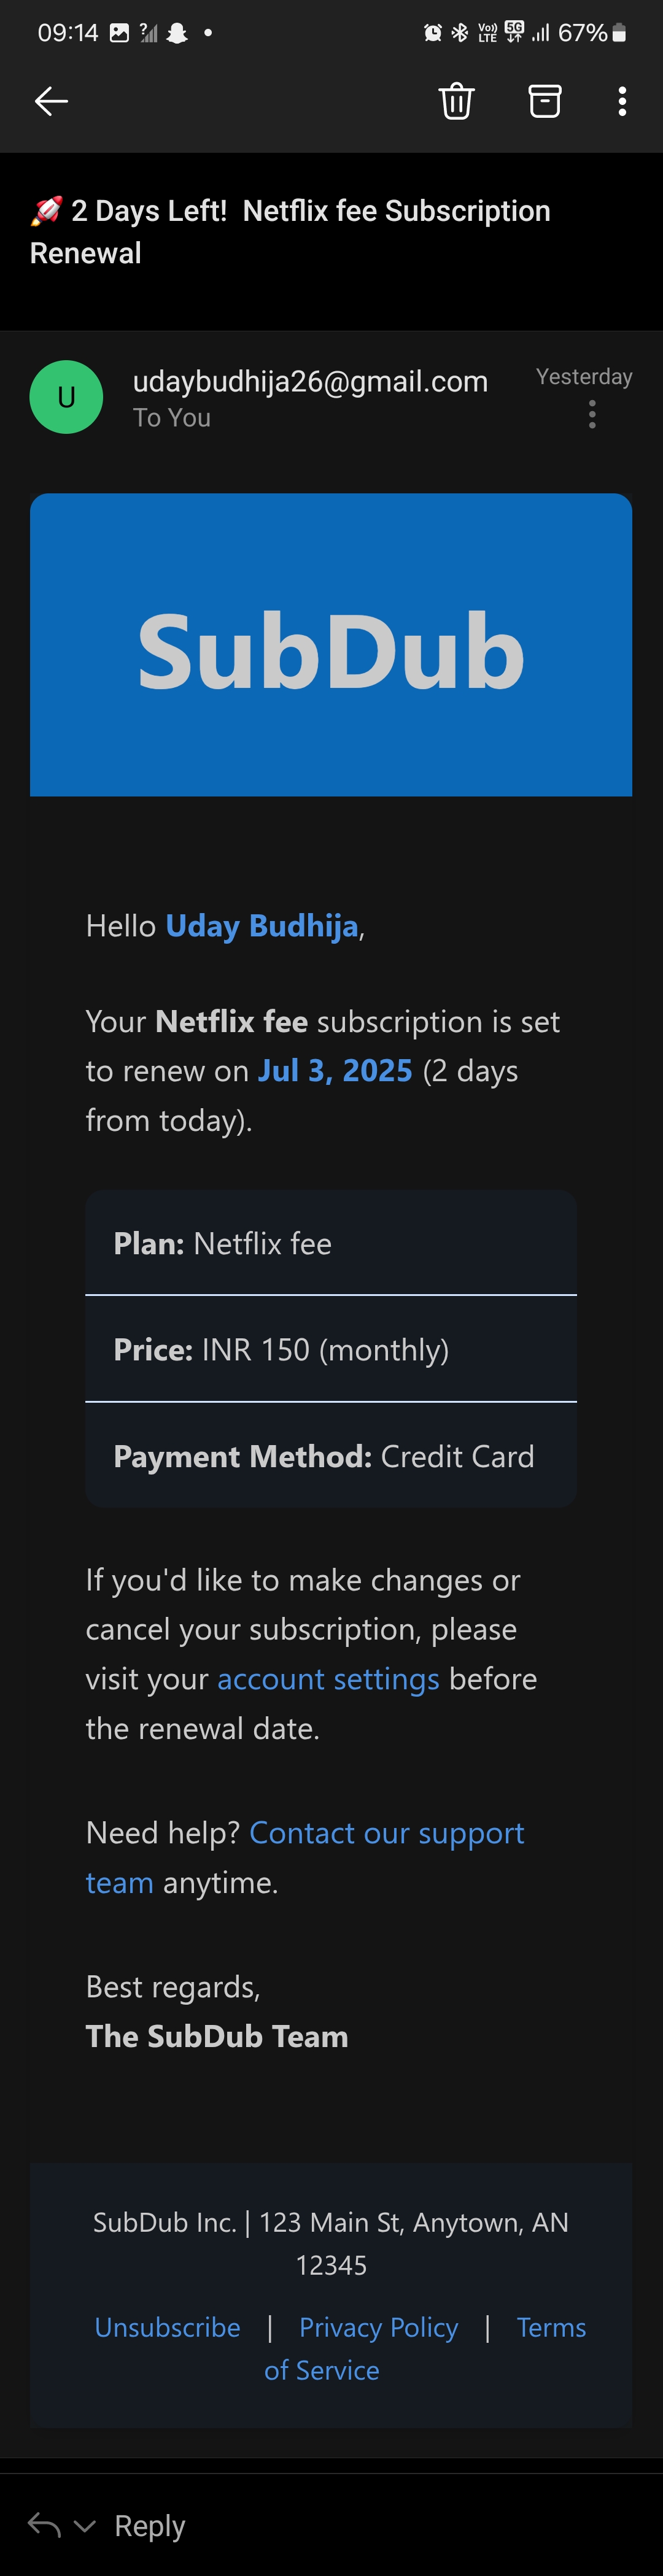 09:14
Vo)) LTE 5G 67%
🚀 2 Days Left!  Netflix fee Subscription
Renewal
U
udaybudhija26@gmail.com
Yesterday
To You
SubDub
Hello Uday Budhija,
Your Netflix fee subscription is set
to renew on Jul 3, 2025 (2 days
from today).
Plan: Netflix fee
Price: INR 150 (monthly)
Payment Method: Credit Card
If you'd like to make changes or
cancel your subscription, please
visit your account settings before
the renewal date.
Need help? Contact our support
team anytime.
Best regards,
The SubDub Team
SubDub Inc. | 123 Main St, Anytown, AN
12345
Unsubscribe | Privacy Policy | Terms
of Service
Reply